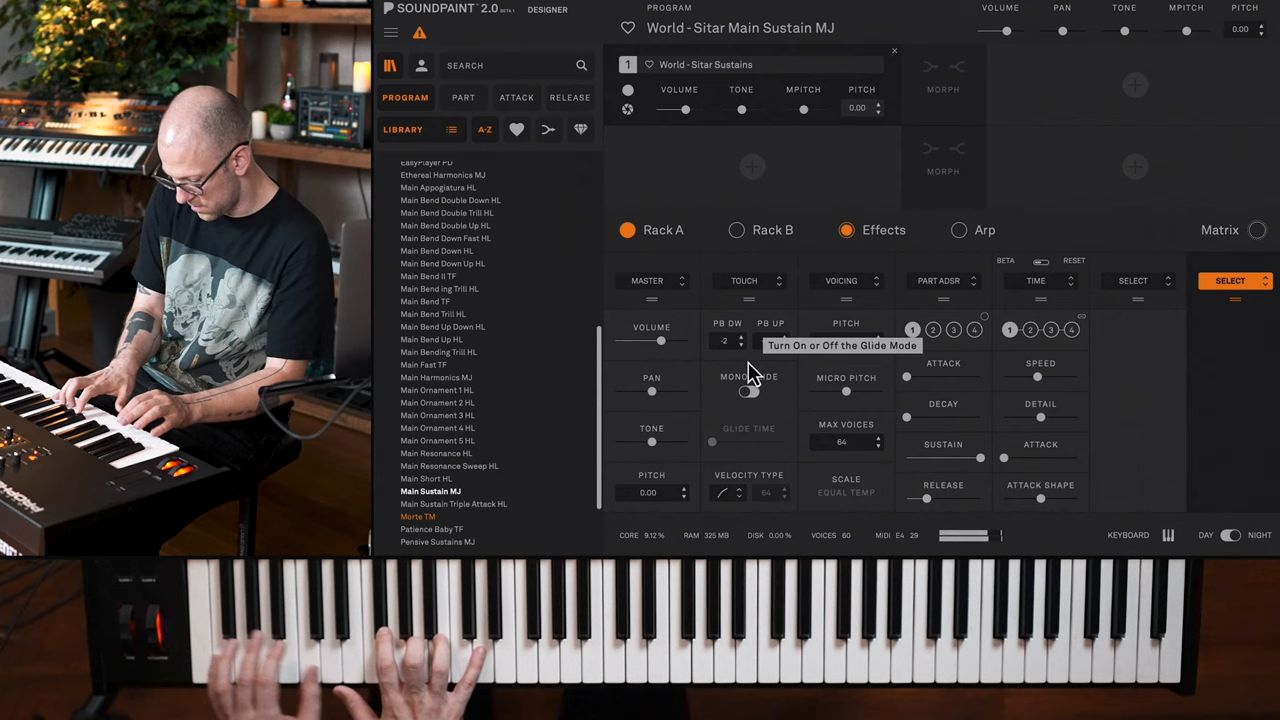 SOUNDPAINT 2.0 BETA 1
DESIGNER
PROGRAM
World - Sitar Main Sustain MJ
VOLUME
PAN
TONE
MPITCH
PITCH
0.00
SEARCH
PROGRAM
PART
ATTACK
RELEASE
LIBRARY
A-Z
EasyPlayer PD
Ethereal Harmonics MJ
Main Appogiatura HL
Main Bend Double Down HL
Main Bend Double Trill HL
Main Bend Double Up HL
Main Bend Down Fast HL
Main Bend Down HL
Main Bend Down Up HL
Main Bend II TF
Main Bend ing Trill HL
Main Bend TF
Main Bend Trill HL
Main Bend Up Down HL
Main Bend Up HL
Main Bending Trill HL
Main Fast TF
Main Harmonics MJ
Main Ornament 1 HL
Main Ornament 2 HL
Main Ornament 3 HL
Main Ornament 4 HL
Main Ornament 5 HL
Main Resonance HL
Main Resonance Sweep HL
Main Short HL
Main Sustain MJ
Main Sustain Triple Attack HL
Morte TM
Patience Baby TF
Pensive Sustains MJ
1
World - Sitar Sustains
VOLUME
TONE
MPITCH
PITCH
0.00
MORPH
MORPH
Rack A
Rack B
Effects
Arp
Matrix
MASTER
VOLUME
PAN
TONE
PITCH
0.00
TOUCH
PB DW
PB UP
-2
Turn On or Off the Glide Mode
GLIDE TIME
VELOCITY TYPE
64
VOICING
PITCH
MICRO PITCH
MAX VOICES
64
SCALE
EQUAL TEMP
PART ADSR
1 2 3 4
ATTACK
DECAY
SUSTAIN
RELEASE
BETA
RESET
TIME
1 2 3 4
SPEED
DETAIL
ATTACK
ATTACK SHAPE
SELECT
SELECT
CORE 9.12 %
RAM 325 MB
DISK 0.00 %
VOICES 60
MIDI E4 29
KEYBOARD
DAY
NIGHT